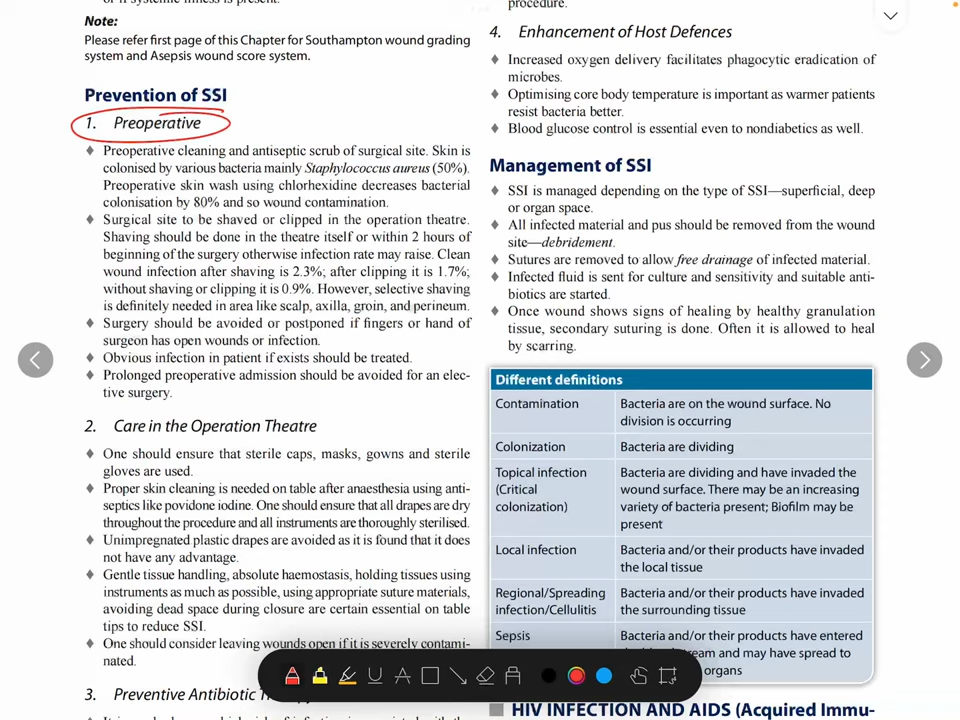 or if systemic illness is present.
Note:
Please refer first page of this Chapter for Southampton wound grading
system and Asepsis wound score system.
Prevention of SSI
1. Preoperative
♦ Preoperative cleaning and antiseptic scrub of surgical site. Skin is
colonised by various bacteria mainly Staphylococcus aureus (50%).
Preoperative skin wash using chlorhexidine decreases bacterial
colonisation by 80% and so wound contamination.
♦ Surgical site to be shaved or clipped in the operation theatre.
Shaving should be done in the theatre itself or within 2 hours of
beginning of the surgery otherwise infection rate may raise. Clean
wound infection after shaving is 2.3%; after clipping it is 1.7%;
without shaving or clipping it is 0.9%. However, selective shaving
is definitely needed in area like scalp, axilla, groin, and perineum.
♦ Surgery should be avoided or postponed if fingers or hand of
surgeon has open wounds or infection.
♦ Obvious infection in patient if exists should be treated.
♦ Prolonged preoperative admission should be avoided for an elec-
tive surgery.
2. Care in the Operation Theatre
♦ One should ensure that sterile caps, masks, gowns and sterile
gloves are used.
♦ Proper skin cleaning is needed on table after anaesthesia using anti-
septics like povidone iodine. One should ensure that all drapes are dry
throughout the procedure and all instruments are thoroughly sterilised.
♦ Unimpregnated plastic drapes are avoided as it is found that it does
not have any advantage.
♦ Gentle tissue handling, absolute haemostasis, holding tissues using
instruments as much as possible, using appropriate suture materials,
avoiding dead space during closure are certain essential on table
tips to reduce SSI.
♦ One should consider leaving wounds open if it is severely contami-
nated.
3. Preventive Antibiotic
procedure.
4. Enhancement of Host Defences
♦ Increased oxygen delivery facilitates phagocytic eradication of
microbes.
♦ Optimising core body temperature is important as warmer patients
resist bacteria better.
♦ Blood glucose control is essential even to nondiabetics as well.
Management of SSI
♦ SSI is managed depending on the type of SSI—superficial, deep
or organ space.
♦ All infected material and pus should be removed from the wound
site—debridement.
♦ Sutures are removed to allow free drainage of infected material.
♦ Infected fluid is sent for culture and sensitivity and suitable anti-
biotics are started.
♦ Once wound shows signs of healing by healthy granulation
tissue, secondary suturing is done. Often it is allowed to heal
by scarring.
Different definitions
Contamination Bacteria are on the wound surface. No
division is occurring
Colonization Bacteria are dividing
Topical infection Bacteria are dividing and have invaded the
(Critical wound surface. There may be an increasing
colonization) variety of bacteria present; Biofilm may be
present
Local infection Bacteria and/or their products have invaded
the local tissue
Regional/Spreading Bacteria and/or their products have invaded
infection/Cellulitis the surrounding tissue
Sepsis Bacteria and/or their products have entered
and may have spread to
organs
HIV INFECTION AND AIDS (Acquired Immu-